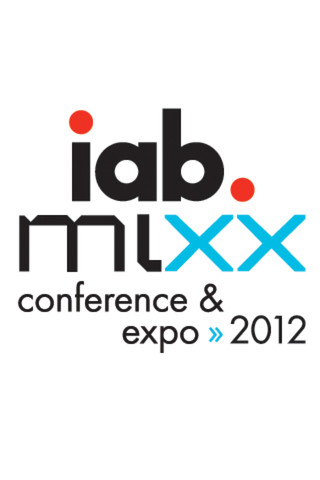 iab.
mixx
conference &
expo » 2012